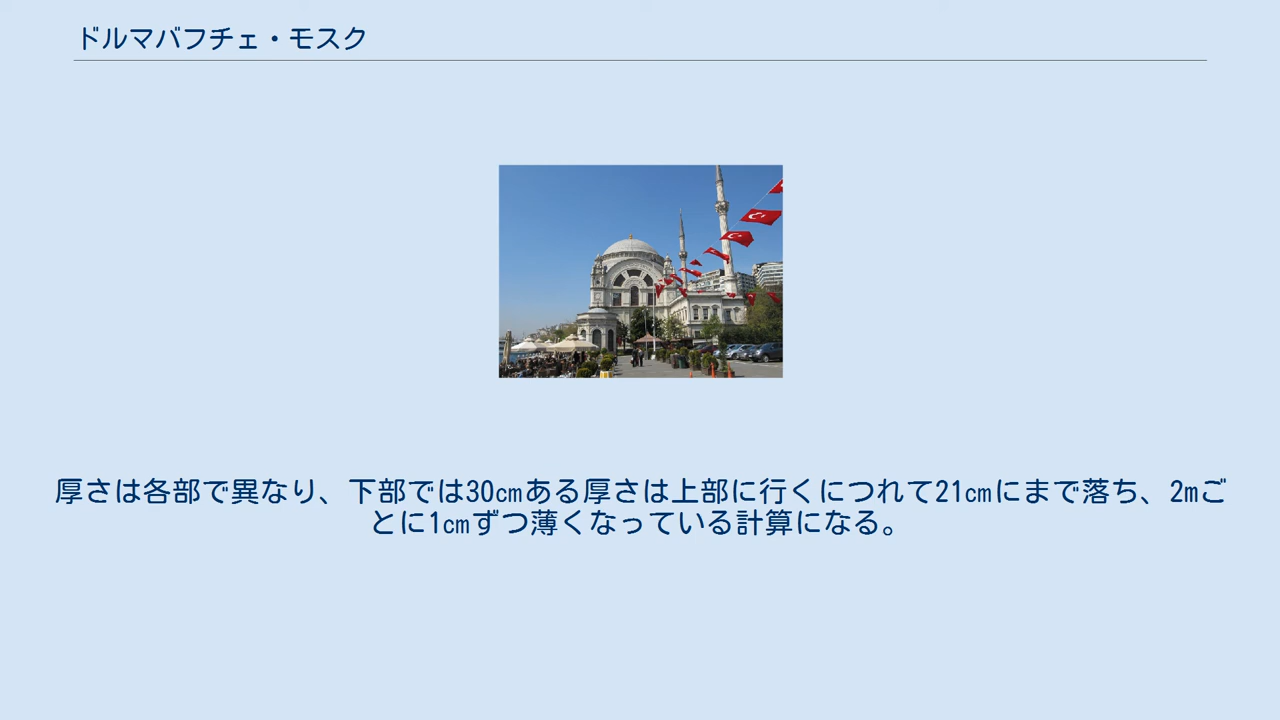 ドルマバフチェ・モスク
厚さは各部で異なり、下部では30cmある厚さは上部に行くにつれて21cmにまで落ち、2mご
とに1cmずつ薄くなっている計算になる。